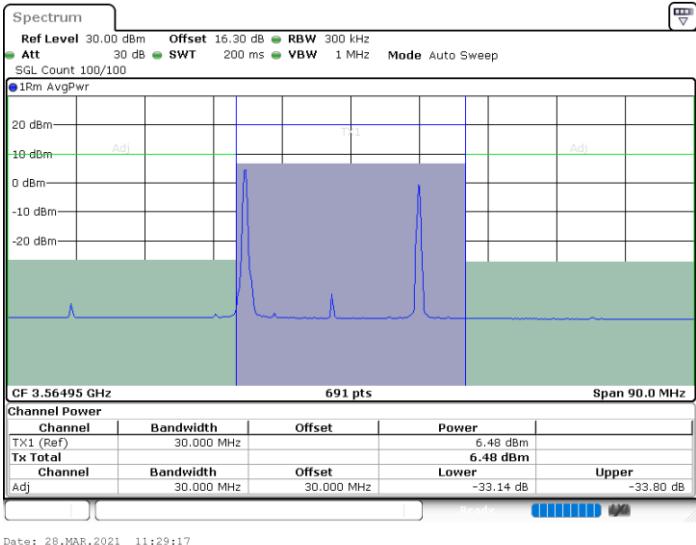 Spectrum
Ref Level 30.00 dBm Offset 16.30 dB RBW 300 kHz
Att 30 dB SWT 200 ms VBW 1 MHz Mode Auto Sweep
SGL Count 100/100
1Rm AvgPwr
20 dBm
TX1
Adj Adj
10 dBm
0 dBm
-10 dBm
-20 dBm
CF 3.56495 GHz 691 pts Span 90.0 MHz
Channel Power
Channel Bandwidth Offset Power
TX1 (Ref) 30.000 MHz 6.48 dBm
Tx Total 6.48 dBm
Channel Bandwidth Offset Lower Upper
Adj 30.000 MHz 30.000 MHz -33.14 dB -33.80 dB
Ready
Date: 28.MAR.2021 11:29:17